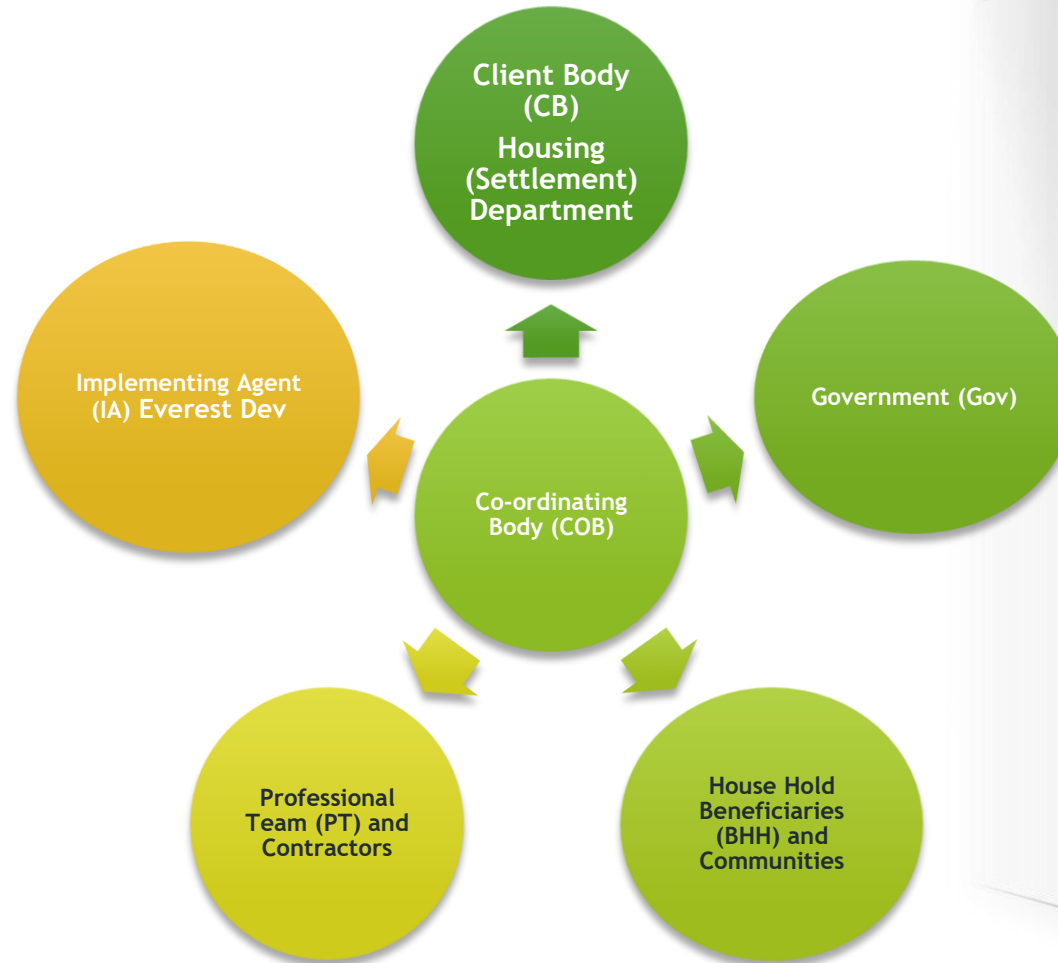 Client Body
(CB)
Housing
(Settlement)
Department
Implementing Agent
(IA) Everest Dev
Government (Gov)
Co-ordinating
Body (COB)
Professional
Team (PT) and
Contractors
House Hold
Beneficiaries
(BHH) and
Communities